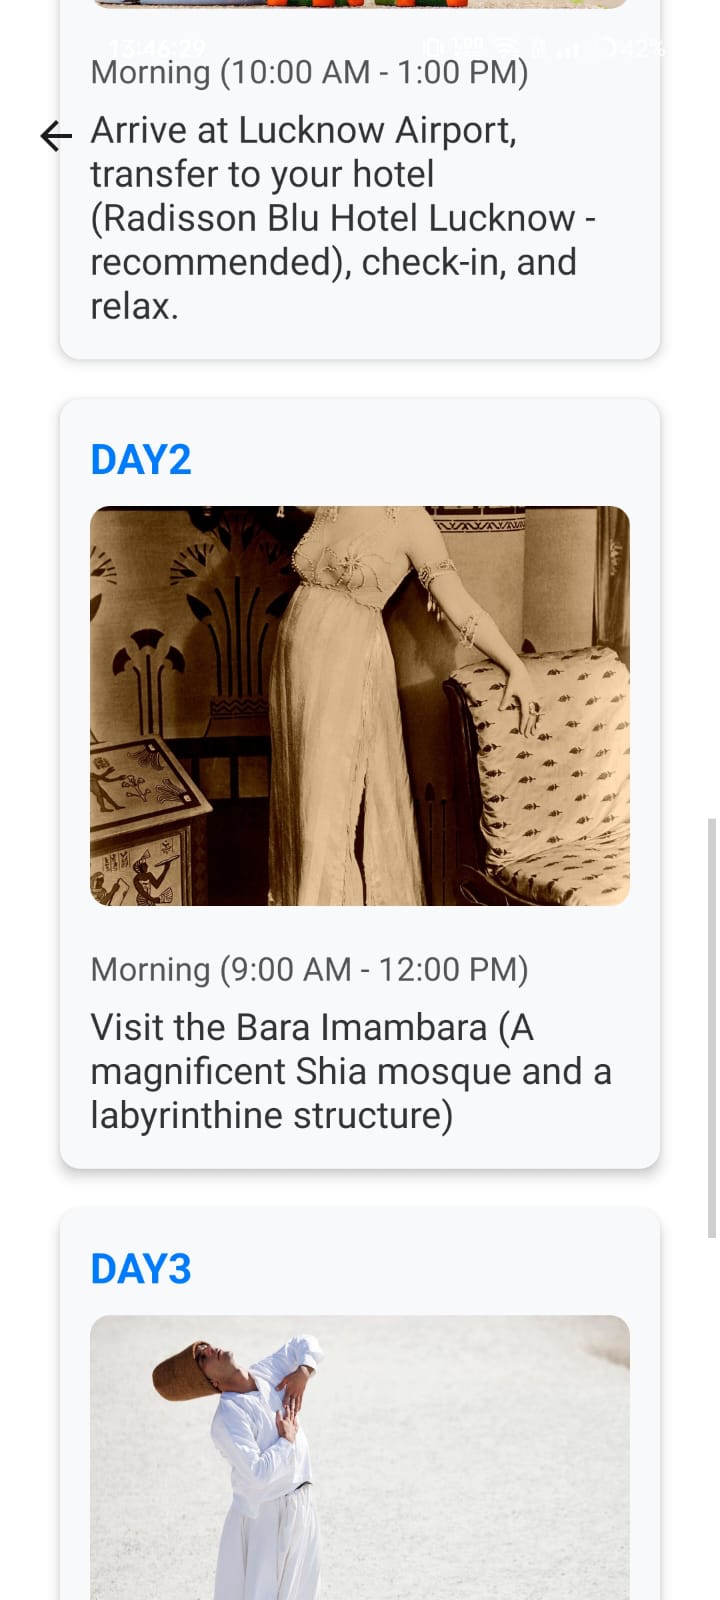 13:46:29
42%
Morning (10:00 AM - 1:00 PM)
Arrive at Lucknow Airport,
transfer to your hotel
(Radisson Blu Hotel Lucknow -
recommended), check-in, and
relax.
DAY2
Morning (9:00 AM - 12:00 PM)
Visit the Bara Imambara (A
magnificent Shia mosque and a
labyrinthine structure)
DAY3